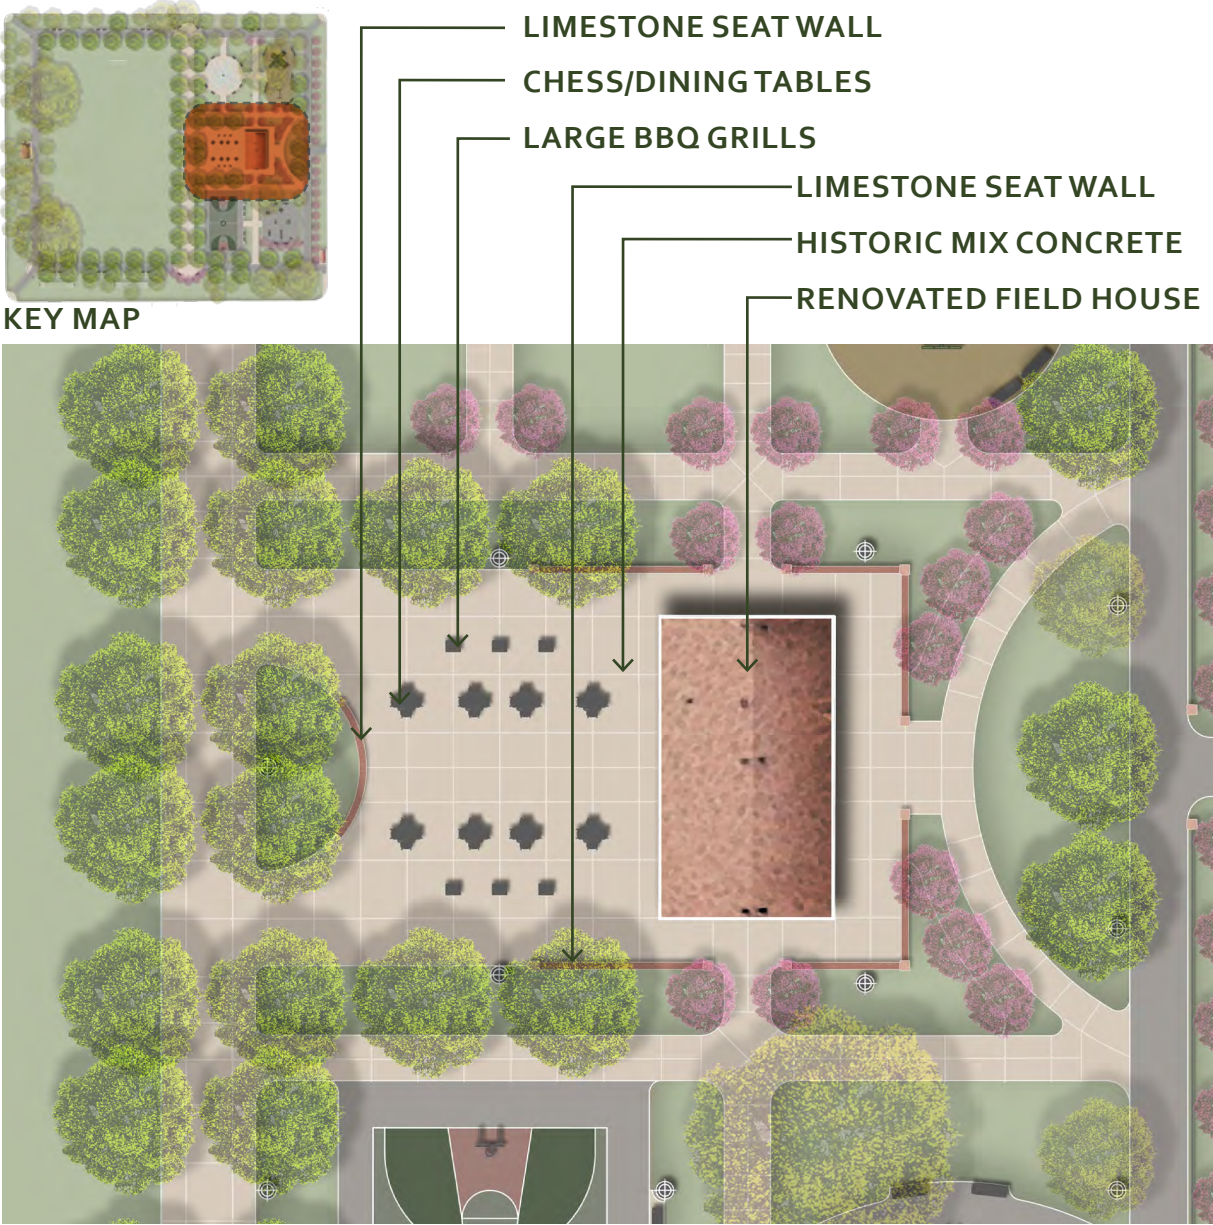 LIMESTONE SEAT WALL
CHESS/DINING TABLES
LARGE BBQ GRILLS
LIMESTONE SEAT WALL
HISTORIC MIX CONCRETE
RENOVATED FIELD HOUSE
KEY MAP